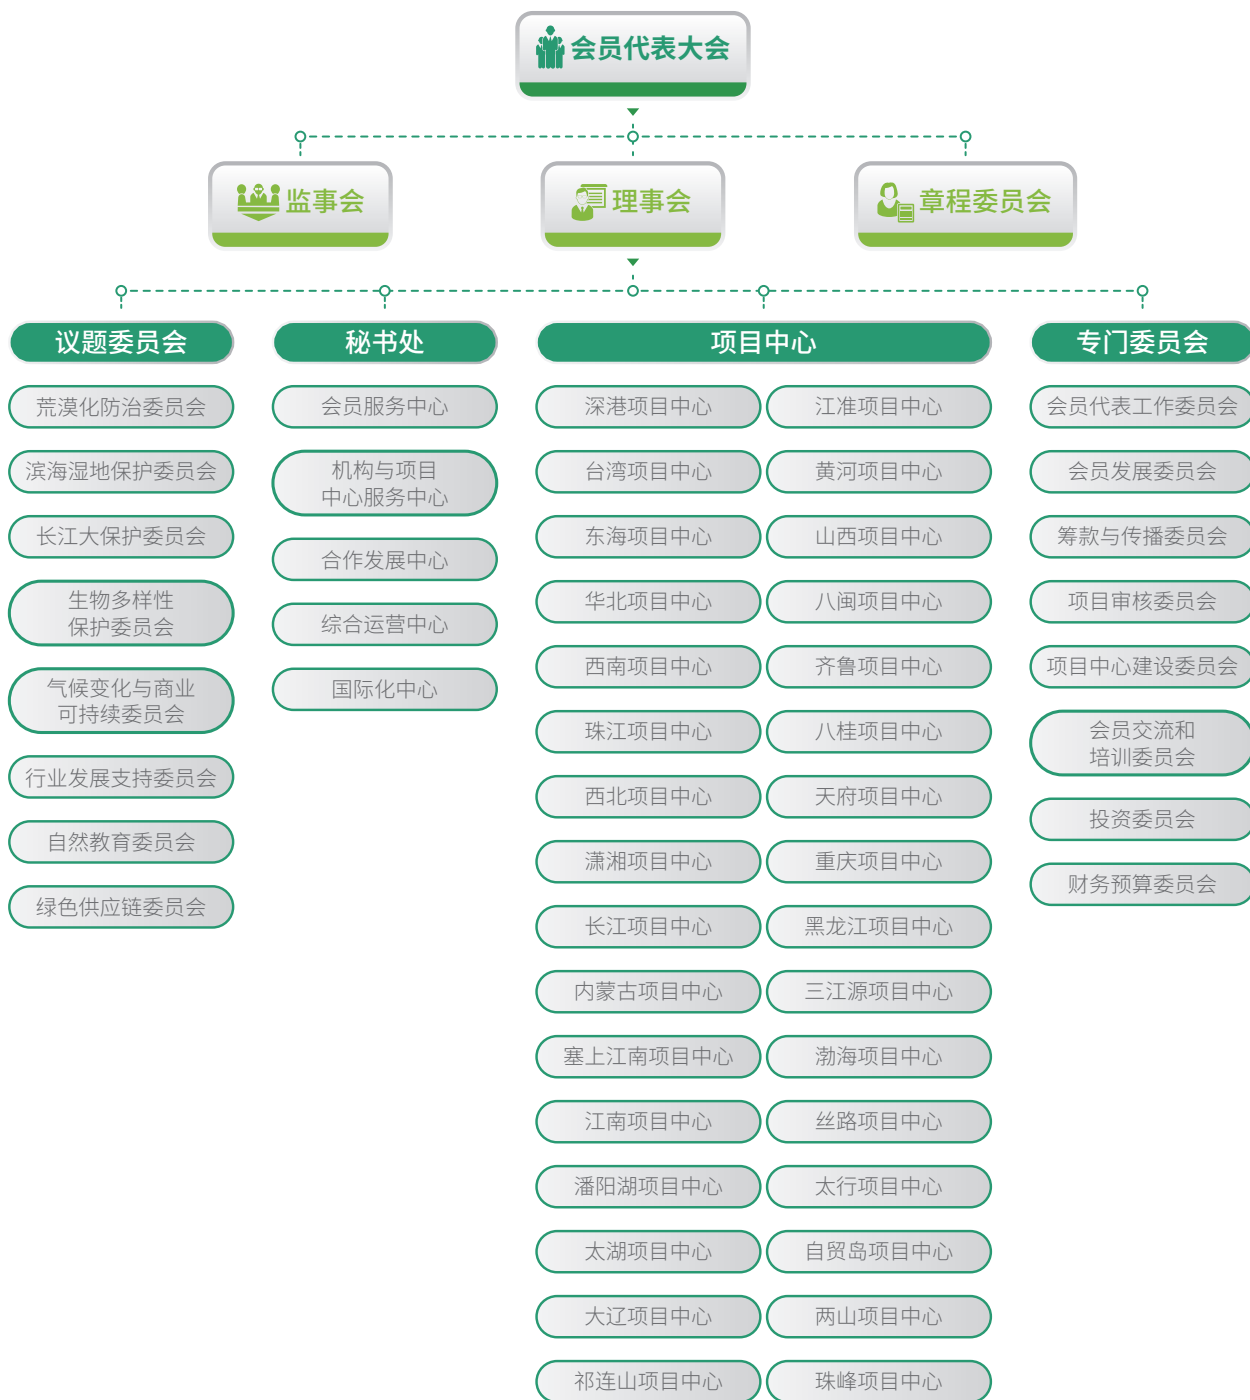 会员代表大会
监事会
理事会
章程委员会
议题委员会
秘书处
项目中心
专门委员会
荒漠化防治委员会
滨海湿地保护委员会
长江大保护委员会
生物多样性
保护委员会
气候变化与商业
可持续委员会
行业发展支持委员会
自然教育委员会
绿色供应链委员会
会员服务中心
机构与项目
中心服务中心
合作发展中心
综合运营中心
国际化中心
深港项目中心
江准项目中心
台湾项目中心
黄河项目中心
东海项目中心
山西项目中心
华北项目中心
八闽项目中心
西南项目中心
齐鲁项目中心
珠江项目中心
八桂项目中心
西北项目中心
天府项目中心
潇湘项目中心
重庆项目中心
长江项目中心
黑龙江项目中心
内蒙古项目中心
三江源项目中心
塞上江南项目中心
渤海项目中心
江南项目中心
丝路项目中心
潘阳湖项目中心
太行项目中心
太湖项目中心
自贸岛项目中心
大辽项目中心
两山项目中心
祁连山项目中心
珠峰项目中心
会员代表工作委员会
会员发展委员会
筹款与传播委员会
项目审核委员会
项目中心建设委员会
会员交流和
培训委员会
投资委员会
财务预算委员会